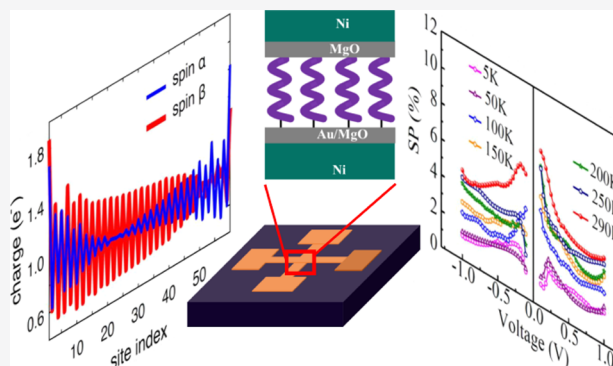 1.8
1.4
1.0
0.6
charge (e⁻)
10
20
30
40
50
site index
spin α
spin β
Ni
MgO
Au/MgO
Ni
12
10
8
6
4
2
0
SP (%)
5K
50K
100K
150K
200K
250K
290K
-1.0
-0.5
0.0
0.5
1.0
Voltage (V)